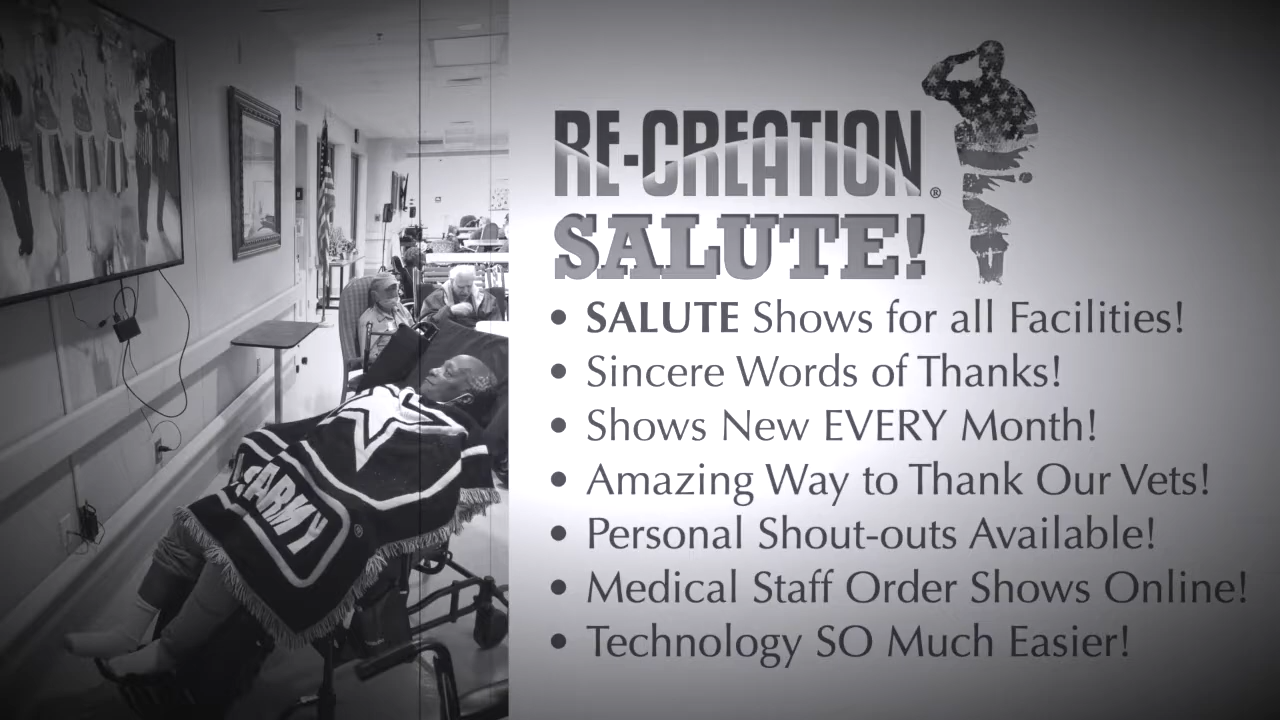 RE-CREATION®
SALUTE!
• SALUTE Shows for all Facilities!
• Sincere Words of Thanks!
• Shows New EVERY Month!
• Amazing Way to Thank Our Vets!
• Personal Shout-outs Available!
• Medical Staff Order Shows Online!
• Technology SO Much Easier!
ARMY
®